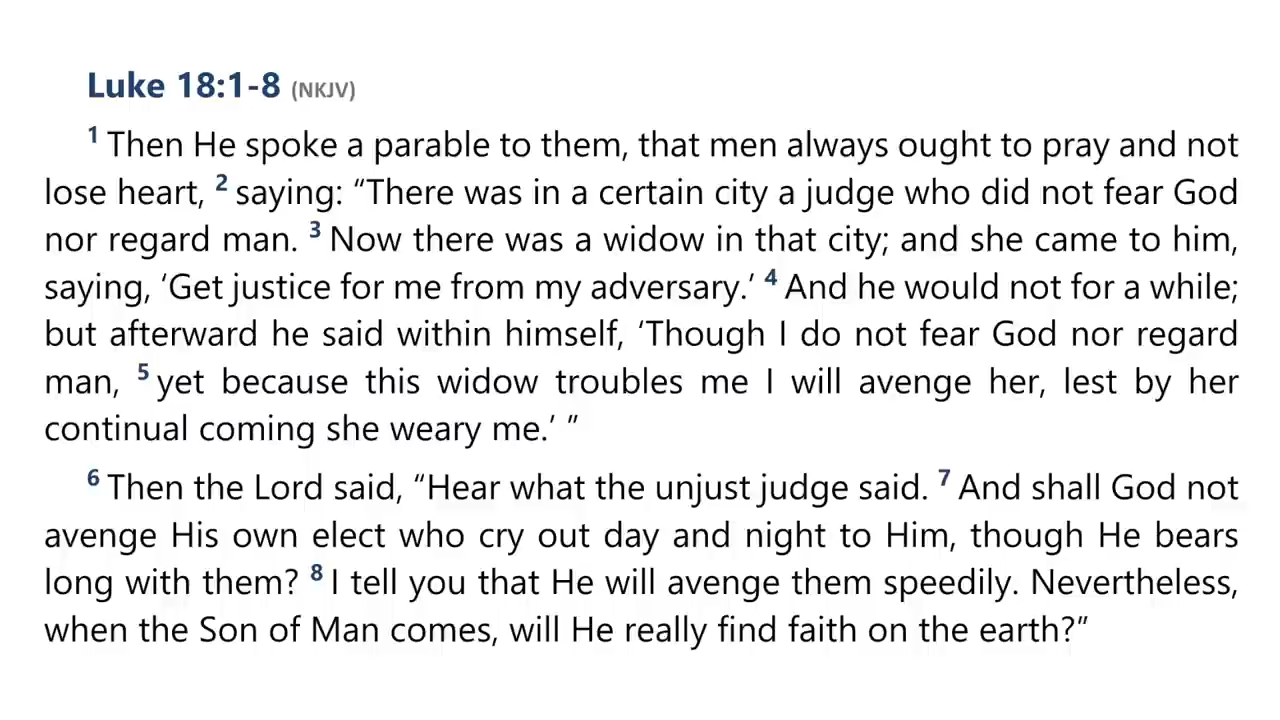 Luke 18:1-8 (NKJV)
1 Then He spoke a parable to them, that men always ought to pray and not
lose heart, 2 saying: “There was in a certain city a judge who did not fear God
nor regard man. 3 Now there was a widow in that city; and she came to him,
saying, ‘Get justice for me from my adversary.’ 4 And he would not for a while;
but afterward he said within himself, ‘Though I do not fear God nor regard
man, 5 yet because this widow troubles me I will avenge her, lest by her
continual coming she weary me.’ ”
6 Then the Lord said, “Hear what the unjust judge said. 7 And shall God not
avenge His own elect who cry out day and night to Him, though He bears
long with them? 8 I tell you that He will avenge them speedily. Nevertheless,
when the Son of Man comes, will He really find faith on the earth?”